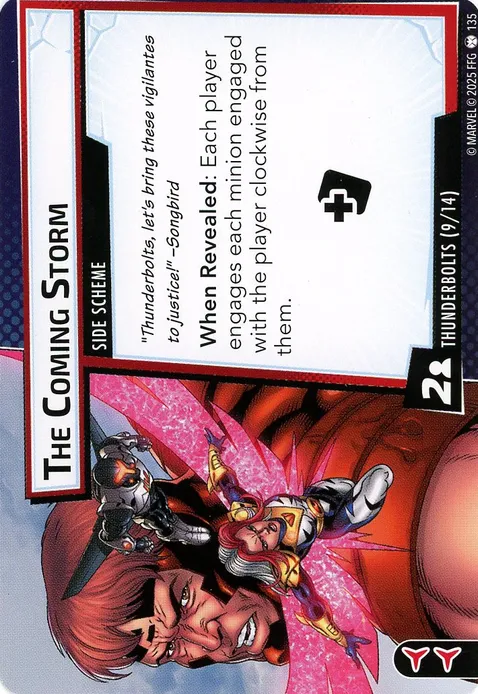 THE COMING STORM
SIDE SCHEME
"Thunderbolts, let's bring these vigilantes
to justice!" –Songbird
When Revealed: Each player
engages each minion engaged
with the player clockwise from
them.
2
THUNDERBOLTS (9/14)
© MARVEL © 2025 FFG 135